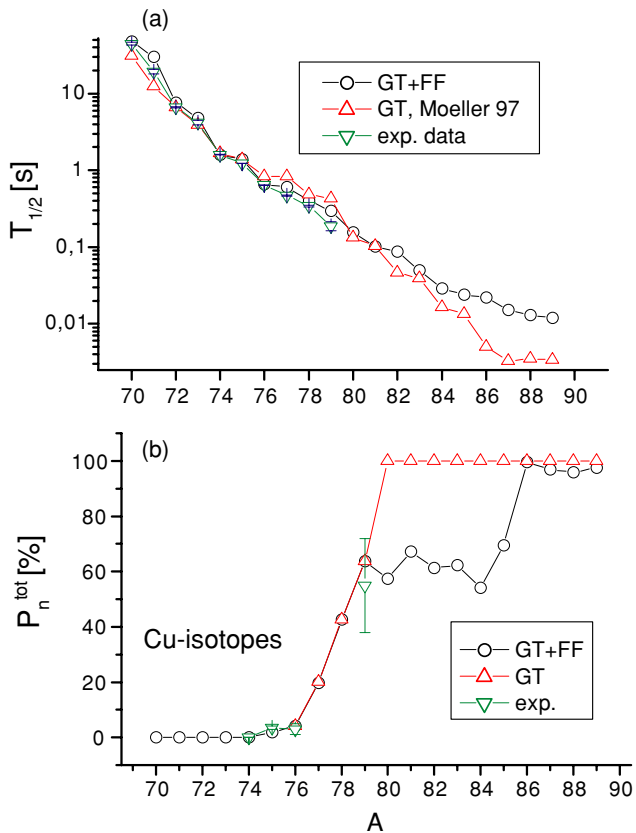 (a)
GT+FF
GT, Moeller 97
exp. data
T1/2 [s]
10
1
0,1
0,01
70 72 74 76 78 80 82 84 86 88 90
(b)
Pn^tot [%]
100
80
60
40
20
0
Cu-isotopes
GT+FF
GT
exp.
70 72 74 76 78 80 82 84 86 88 90
A